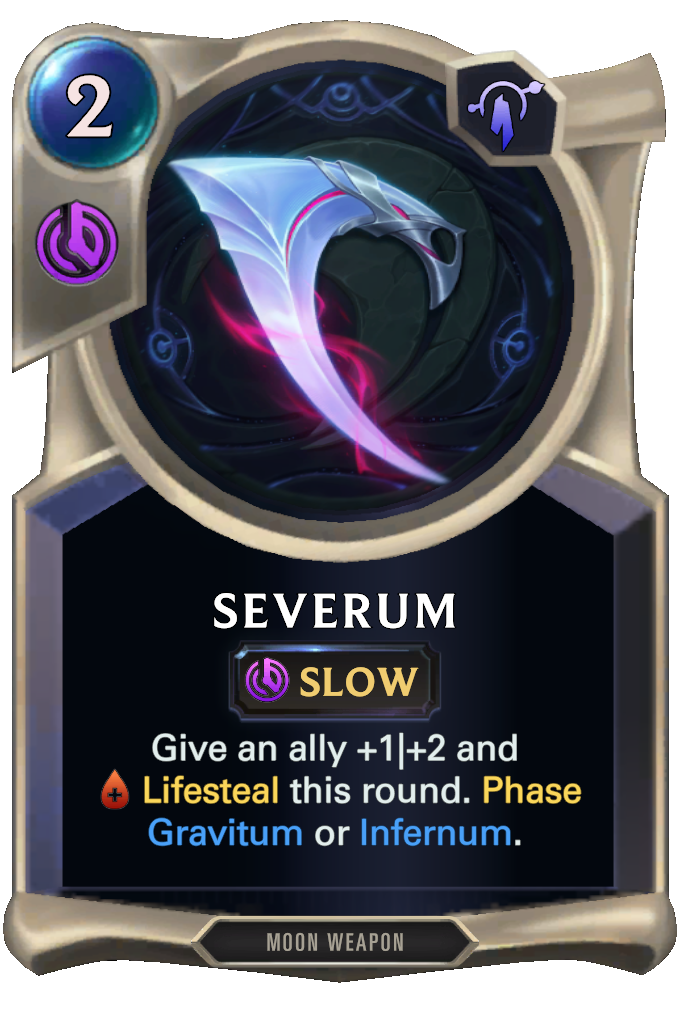 2
SEVERUM
SLOW
Give an ally +1|+2 and
Lifesteal this round. Phase
Gravitum or Infernum.
MOON WEAPON